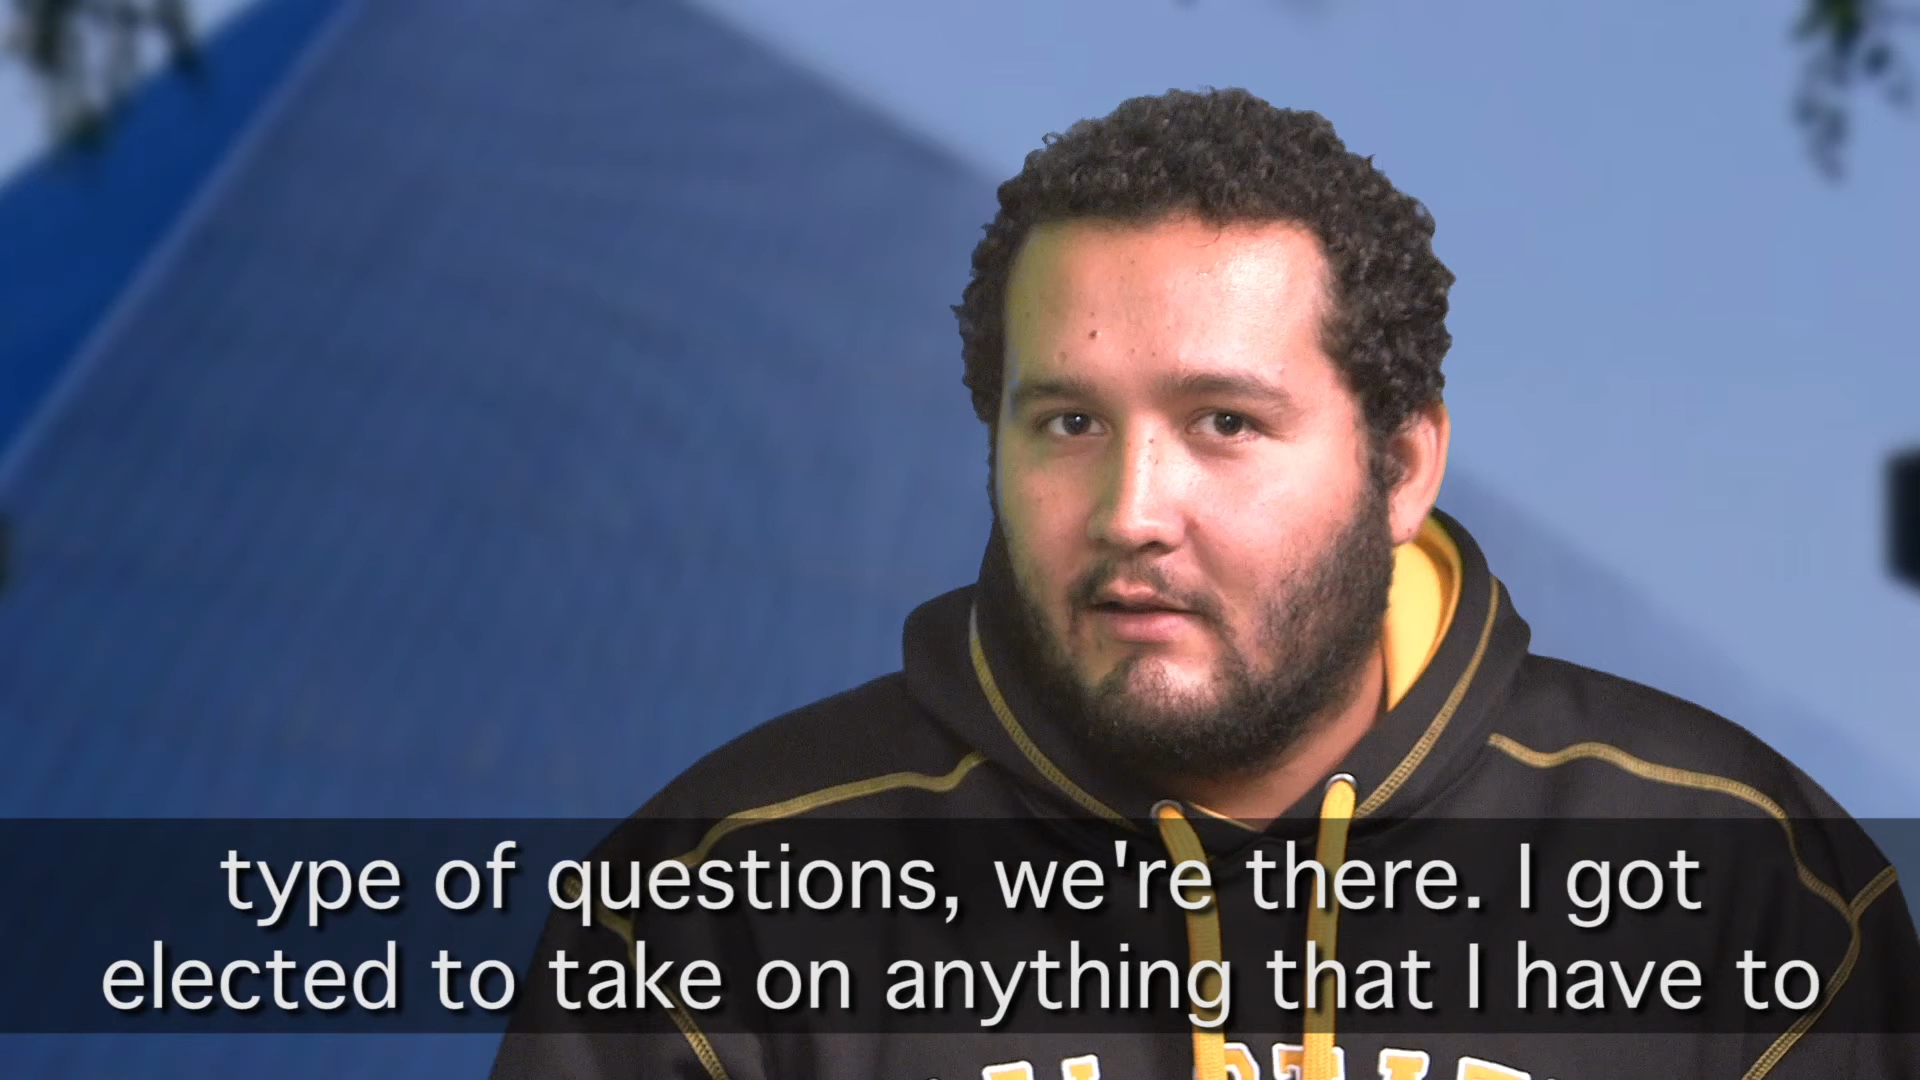 type of questions, we're there. I got
elected to take on anything that I have to